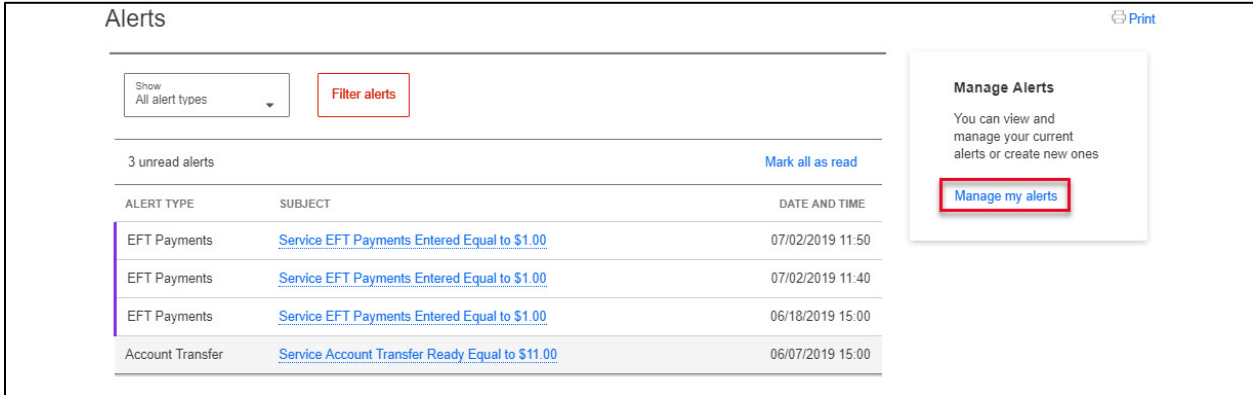 Alerts
Print
Show
All alert types
Filter alerts
3 unread alerts
Mark all as read
ALERT TYPE SUBJECT DATE AND TIME
EFT Payments Service EFT Payments Entered Equal to $1.00 07/02/2019 11:50
EFT Payments Service EFT Payments Entered Equal to $1.00 07/02/2019 11:40
EFT Payments Service EFT Payments Entered Equal to $1.00 06/18/2019 15:00
Account Transfer Service Account Transfer Ready Equal to $11.00 06/07/2019 15:00
Manage Alerts
You can view and
manage your current
alerts or create new ones
Manage my alerts